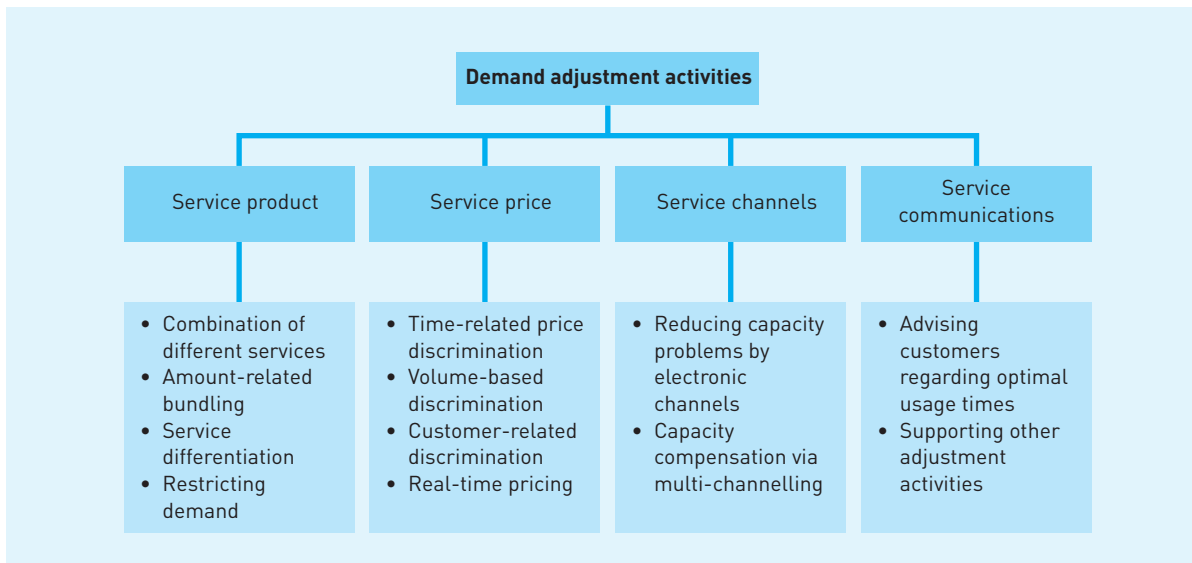 Demand adjustment activities
Service product
Service price
Service channels
Service
communications
• Combination of
different services
• Amount-related
bundling
• Service
differentiation
• Restricting
demand
• Time-related price
discrimination
• Volume-based
discrimination
• Customer-related
discrimination
• Real-time pricing
• Reducing capacity
problems by
electronic
channels
• Capacity
compensation via
multi-channelling
• Advising
customers
regarding optimal
usage times
• Supporting other
adjustment
activities